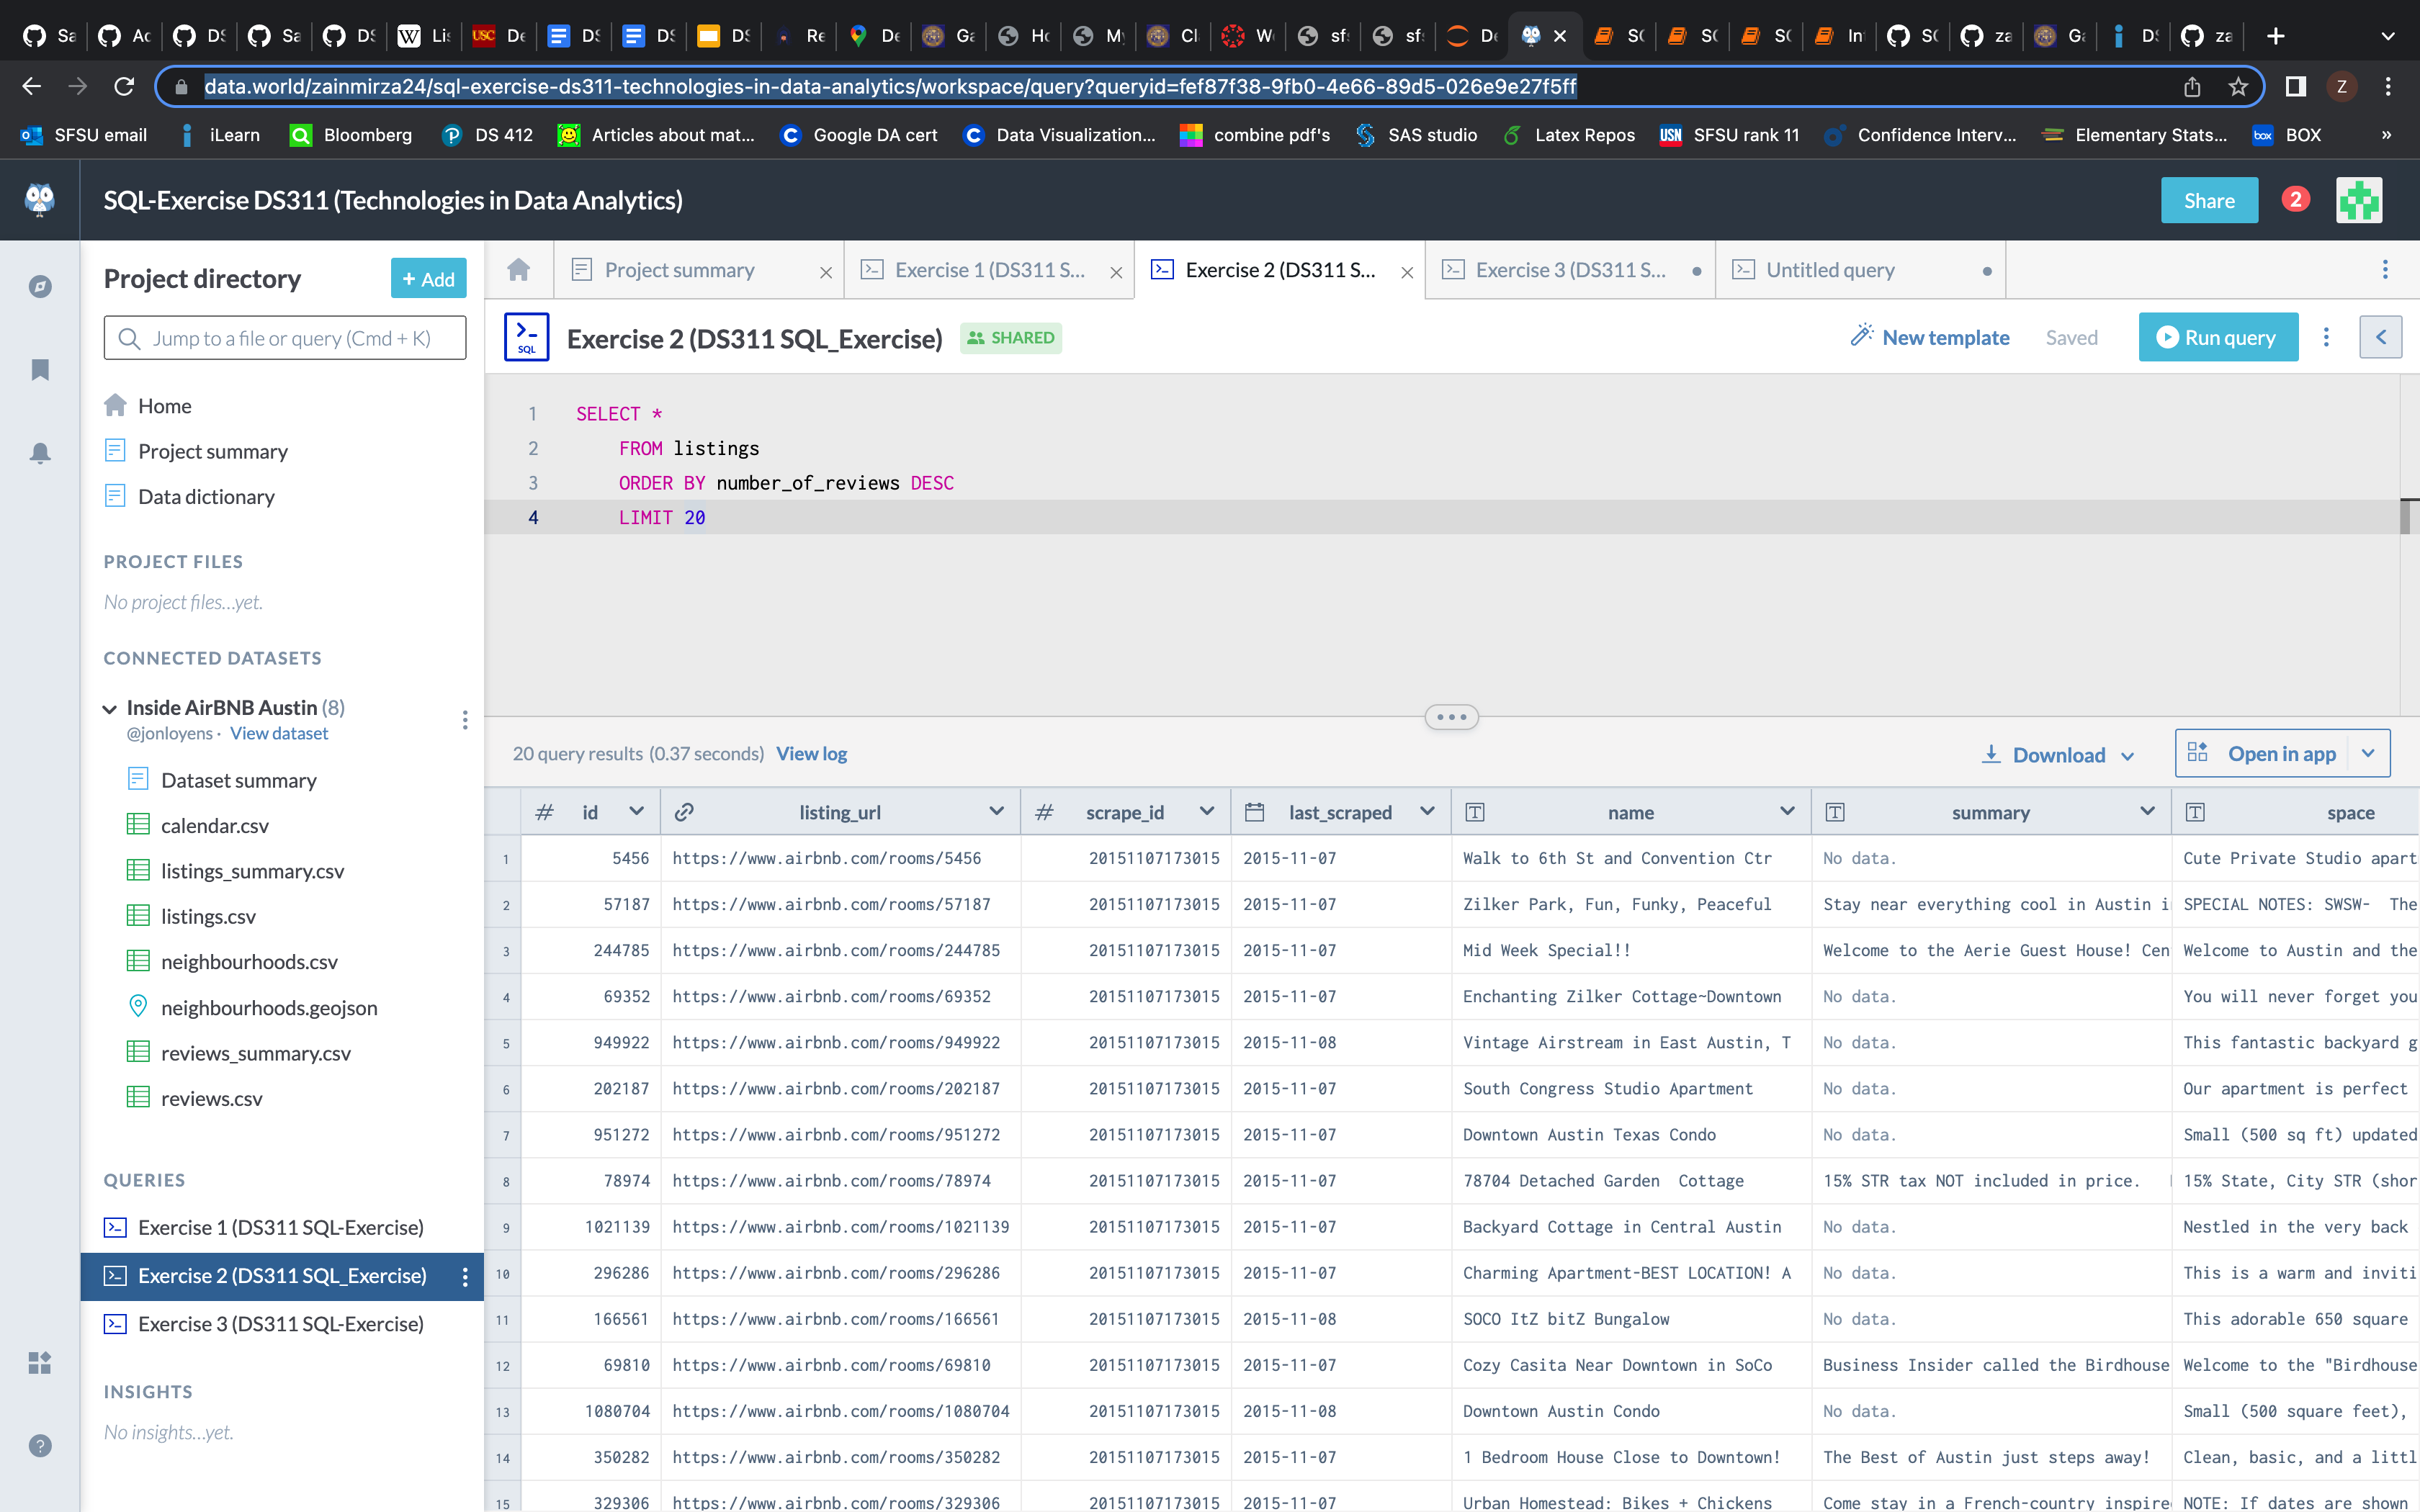 Sa
Ac
DS
Sa
DS
Lis
USC De
DS
DS
DS
Re
De
Ga
Ho
My
Cl
W
sf
sf
De
SC
SC
SC
In
SC
za
Ga
DS
za
data.world/zainmirza24/sql-exercise-ds311-technologies-in-data-analytics/workspace/query?queryid=fef87f38-9fb0-4e66-89d5-026e9e27f5ff
Z
SFSU email
iLearn
Bloomberg
DS 412
Articles about mat...
Google DA cert
Data Visualization...
combine pdf's
SAS studio
Latex Repos
USN SFSU rank 11
Confidence Interv...
Elementary Stats...
box BOX
»
SQL-Exercise DS311 (Technologies in Data Analytics)
Share
2
Project directory
+ Add
Jump to a file or query (Cmd + K)
Home
Project summary
Data dictionary
PROJECT FILES
No project files...yet.
CONNECTED DATASETS
Inside AirBNB Austin (8)
@jonloyens · View dataset
Dataset summary
calendar.csv
listings_summary.csv
listings.csv
neighbourhoods.csv
neighbourhoods.geojson
reviews_summary.csv
reviews.csv
QUERIES
Exercise 1 (DS311 SQL-Exercise)
Exercise 2 (DS311 SQL_Exercise)
Exercise 3 (DS311 SQL-Exercise)
INSIGHTS
No insights...yet.
Project summary
Exercise 1 (DS311 S...
Exercise 2 (DS311 S...
Exercise 3 (DS311 S...
Untitled query
SQL
Exercise 2 (DS311 SQL_Exercise)
SHARED
New template
Saved
Run query
1 SELECT *
2 FROM listings
3 ORDER BY number_of_reviews DESC
4 LIMIT 20
20 query results (0.37 seconds) View log
Download
Open in app
# id listing_url # scrape_id last_scraped T name T summary T space
1 5456 https://www.airbnb.com/rooms/5456 20151107173015 2015-11-07 Walk to 6th St and Convention Ctr No data. Cute Private Studio apart
2 57187 https://www.airbnb.com/rooms/57187 20151107173015 2015-11-07 Zilker Park, Fun, Funky, Peaceful Stay near everything cool in Austin i SPECIAL NOTES: SWSW- The
3 244785 https://www.airbnb.com/rooms/244785 20151107173015 2015-11-07 Mid Week Special!! Welcome to the Aerie Guest House! Cen Welcome to Austin and the
4 69352 https://www.airbnb.com/rooms/69352 20151107173015 2015-11-07 Enchanting Zilker Cottage~Downtown No data. You will never forget you
5 949922 https://www.airbnb.com/rooms/949922 20151107173015 2015-11-08 Vintage Airstream in East Austin, T No data. This fantastic backyard g
6 202187 https://www.airbnb.com/rooms/202187 20151107173015 2015-11-07 South Congress Studio Apartment No data. Our apartment is perfect
7 951272 https://www.airbnb.com/rooms/951272 20151107173015 2015-11-07 Downtown Austin Texas Condo No data. Small (500 sq ft) updated
8 78974 https://www.airbnb.com/rooms/78974 20151107173015 2015-11-07 78704 Detached Garden Cottage 15% STR tax NOT included in price. 15% State, City STR (shor
9 1021139 https://www.airbnb.com/rooms/1021139 20151107173015 2015-11-07 Backyard Cottage in Central Austin No data. Nestled in the very back
10 296286 https://www.airbnb.com/rooms/296286 20151107173015 2015-11-07 Charming Apartment-BEST LOCATION! A No data. This is a warm and inviti
11 166561 https://www.airbnb.com/rooms/166561 20151107173015 2015-11-08 SOCO ItZ bitZ Bungalow No data. This adorable 650 square
12 69810 https://www.airbnb.com/rooms/69810 20151107173015 2015-11-07 Cozy Casita Near Downtown in SoCo Business Insider called the Birdhouse Welcome to the "Birdhouse
13 1080704 https://www.airbnb.com/rooms/1080704 20151107173015 2015-11-08 Downtown Austin Condo No data. Small (500 square feet),
14 350282 https://www.airbnb.com/rooms/350282 20151107173015 2015-11-07 1 Bedroom House Close to Downtown! The Best of Austin just steps away! Clean, basic, and a littl
15 329306 https://www.airbnb.com/rooms/329306 20151107173015 2015-11-07 Urban Homestead: Bikes + Chickens Come stay in a French-country inspire NOTE: If dates are shown